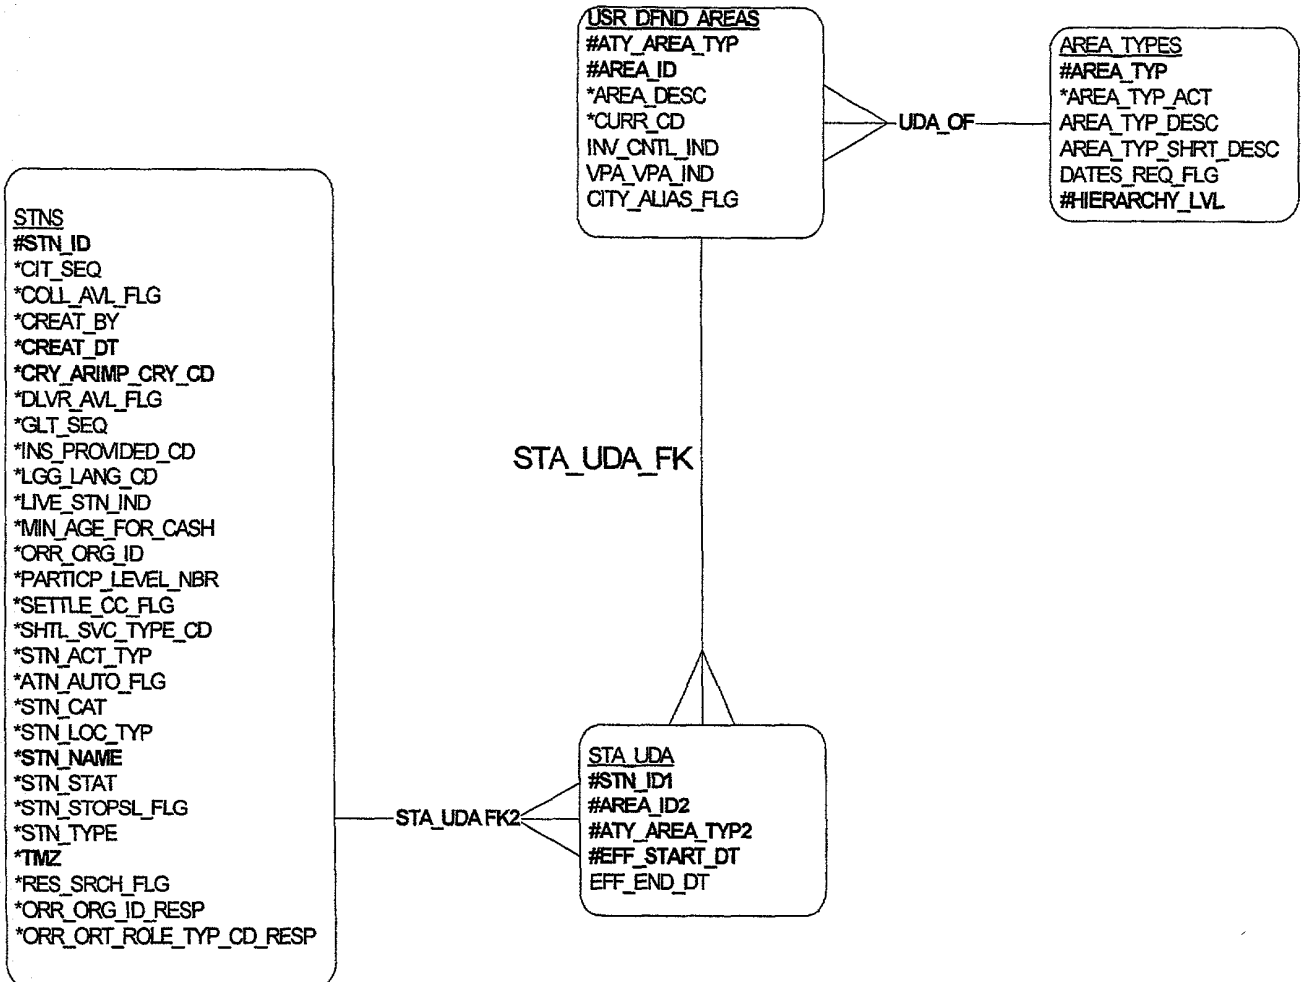 USR_DFND_AREAS
#ATY_AREA_TYP
#AREA_ID
*AREA_DESC
*CURR_CD
INV_CNTL_IND
VPA_VPA_IND
CITY_ALIAS_FLG
UDA_OF
AREA_TYPES
#AREA_TYP
*AREA_TYP_ACT
AREA_TYP_DESC
AREA_TYP_SHRT_DESC
DATES_REQ_FLG
#HIERARCHY_LVL
STNS
#STN_ID
*CIT_SEQ
*COLL_AVL_FLG
*CREAT_BY
*CREAT_DT
*CRY_ARIMP_CRY_CD
*DLVR_AVL_FLG
*GLT_SEQ
*INS_PROVIDED_CD
*LGG_LANG_CD
*LIVE_STN_IND
*MIN_AGE_FOR_CASH
*ORR_ORG_ID
*PARTICP_LEVEL_NBR
*SETTLE_CC_FLG
*SHTL_SVC_TYPE_CD
*STN_ACT_TYP
*ATN_AUTO_FLG
*STN_CAT
*STN_LOC_TYP
*STN_NAME
*STN_STAT
*STN_STOPSL_FLG
*STN_TYPE
*TMZ
*RES_SRCH_FLG
*ORR_ORG_ID_RESP
*ORR_ORT_ROLE_TYP_CD_RESP
STA_UDA_FK
STA_UDA FK2
STA_UDA
#STN_ID1
#AREA_ID2
#ATY_AREA_TYP2
#EFF_START_DT
EFF_END_DT